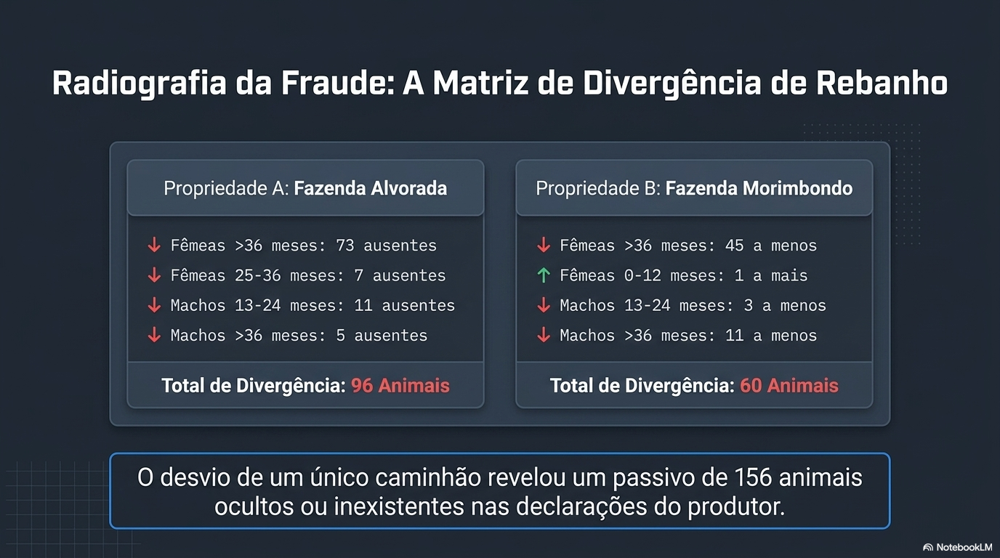 Radiografia da Fraude: A Matriz de Divergência de Rebanho
Propriedade A: Fazenda Alvorada
↓ Fêmeas >36 meses: 73 ausentes
↓ Fêmeas 25-36 meses: 7 ausentes
↓ Machos 13-24 meses: 11 ausentes
↓ Machos >36 meses: 5 ausentes
Total de Divergência: 96 Animais
Propriedade B: Fazenda Morimbondo
↓ Fêmeas >36 meses: 45 a menos
↑ Fêmeas 0-12 meses: 1 a mais
↓ Machos 13-24 meses: 3 a menos
↓ Machos >36 meses: 11 a menos
Total de Divergência: 60 Animais
O desvio de um único caminhão revelou um passivo de 156 animais
ocultos ou inexistentes nas declarações do produtor.
NotebookLM